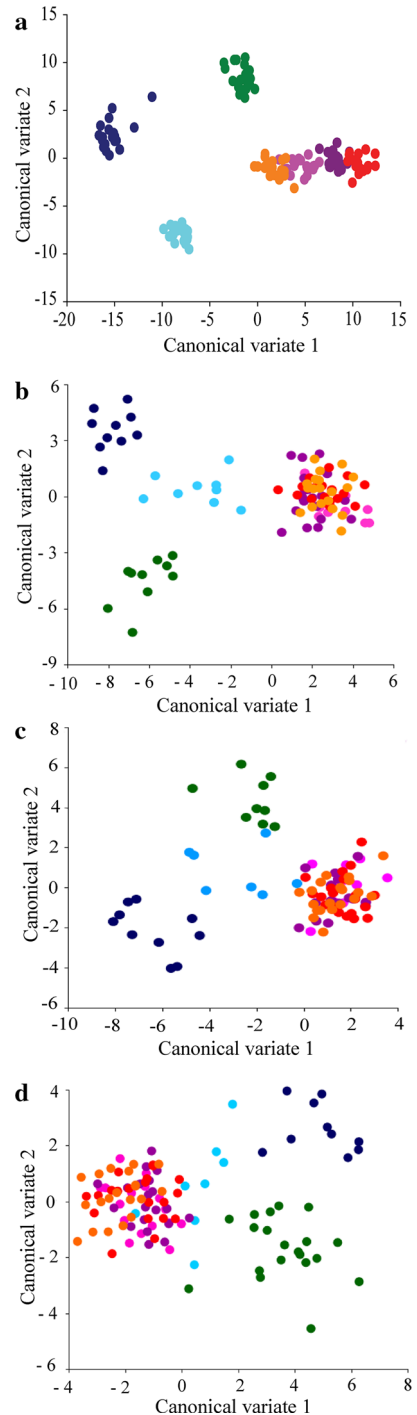 a
Canonical variate 2
15
10
5
0
-5
-10
15
-20 -15 -10 -5 0 5 10 15
Canonical variate 1
b
Canonical variate 2
6
3
0
-3
-6
-9
-10 -8 -6 -4 -2 0 2 4 6
Canonical variate 1
c
Canonical variate 2
8
6
4
2
0
-2
-4
-6
-10 -8 -6 -4 -2 0 2 4
Canonical variate 1
d
Canonical variate 2
4
2
0
-2
-4
-6
-4 -2 0 2 4 6 8
Canonical variate 1